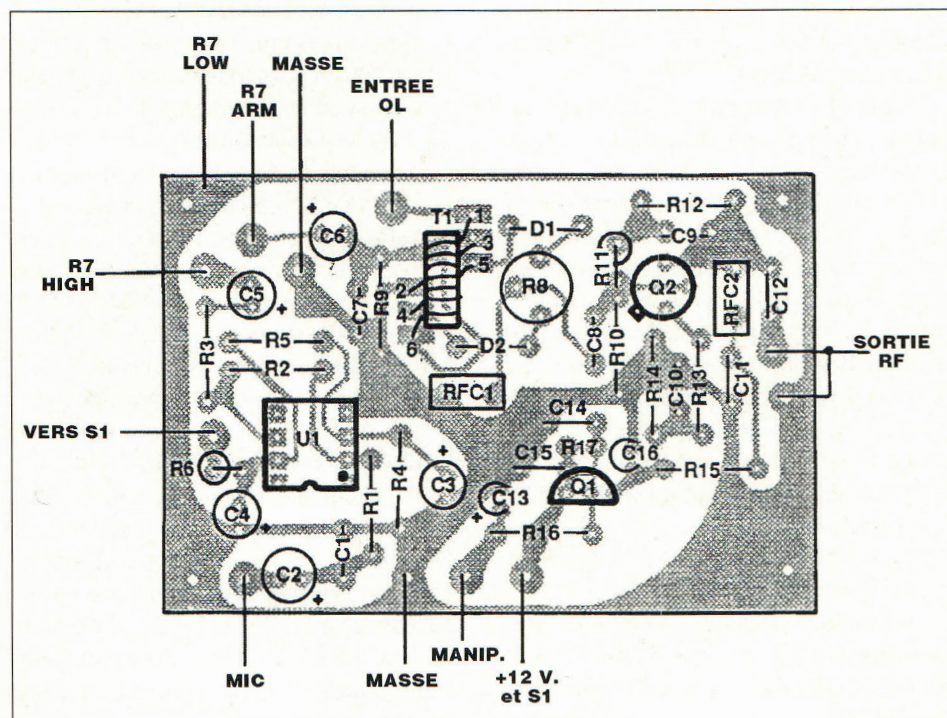 R7
LOW
R7
ARM
MASSE
ENTREE
OL
R7
HIGH
C6
T1
1
3
5
2
4
6
D1
R12
C9
R11
R8
Q2
RFC2
C12
C5
C7
R9
R3
R5
R2
D2
C8
R10
R14
C10
R13
C11
SORTIE
RF
RFC1
VERS S1
U1
C14
R17
C15
C16
R6
R1
R4
C3
C13
Q1
R15
C4
R16
C1
C2
MIC
MASSE
MANIP.
+12 V.
et S1